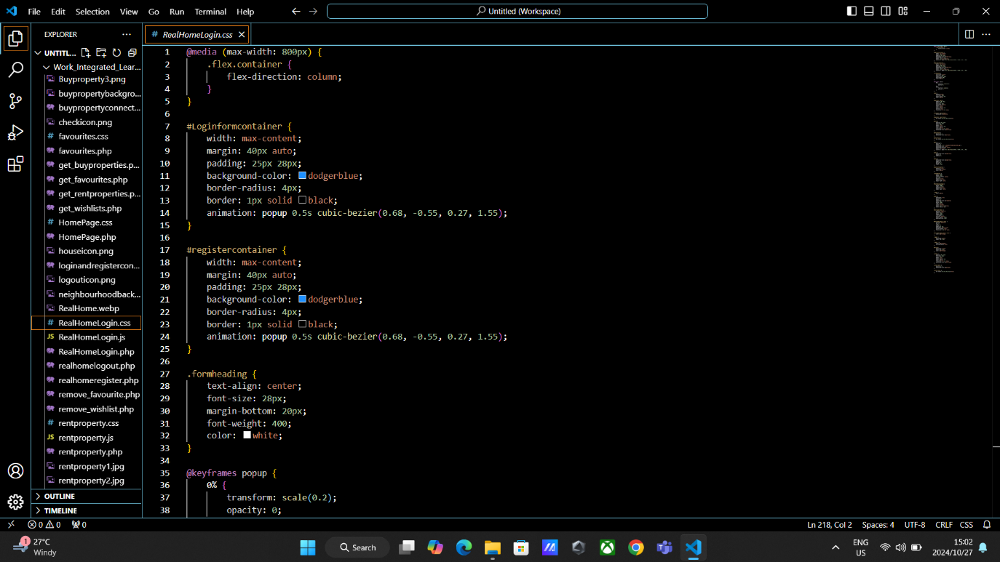 File Edit Selection View Go Run Terminal Help
Untitled (Workspace)
EXPLORER
UNTITL...
Work_Integrated_Lear...
Buyproperty3.png
buypropertybackgro...
buypropertyconnect...
checkicon.png
favourites.css
favourites.php
get_buyproperties.p...
get_favourites.php
get_rentproperties.p...
get_wishlists.php
HomePage.css
HomePage.php
houseicon.png
loginandregistercon...
logouticon.png
neighbourhoodback...
RealHome.webp
RealHomeLogin.css
RealHomeLogin.js
RealHomeLogin.php
realhomelogout.php
realhomeregister.php
remove_favourite.php
remove_wishlist.php
rentproperty.css
rentproperty.js
rentproperty.php
rentproperty1.jpg
rentproperty2.jpg
OUTLINE
TIMELINE
# RealHomeLogin.css
1 @media (max-width: 800px) {
2 .flex.container {
3 flex-direction: column;
4 }
5 }
6
7 #Loginformcontainer {
8 width: max-content;
9 margin: 40px auto;
10 padding: 25px 28px;
11 background-color: dodgerblue;
12 border-radius: 4px;
13 border: 1px solid black;
14 animation: popup 0.5s cubic-bezier(0.68, -0.55, 0.27, 1.55);
15 }
16
17 #registercontainer {
18 width: max-content;
19 margin: 40px auto;
20 padding: 25px 28px;
21 background-color: dodgerblue;
22 border-radius: 4px;
23 border: 1px solid black;
24 animation: popup 0.5s cubic-bezier(0.68, -0.55, 0.27, 1.55);
25 }
26
27 .formheading {
28 text-align: center;
29 font-size: 28px;
30 margin-bottom: 20px;
31 font-weight: 400;
32 color: white;
33 }
34
35 @keyframes popup {
36 0% {
37 transform: scale(0.2);
38 opacity: 0;
0 0 0
Ln 218, Col 2 Spaces: 4 UTF-8 CRLF CSS
1
27°C
Windy
Search
ENG
US
15:02
2024/10/27